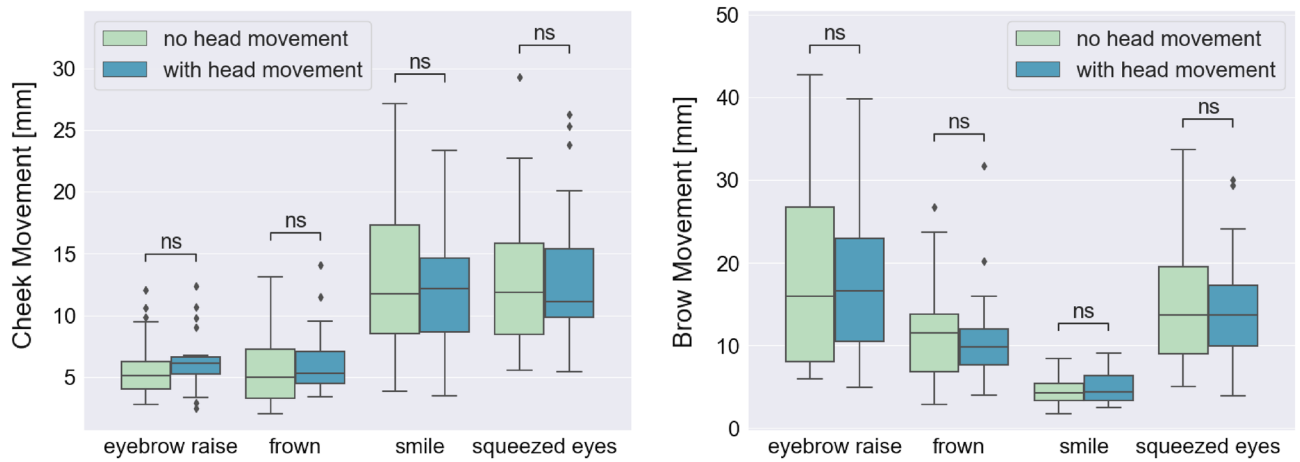 Cheek Movement [mm]
30
25
20
15
10
5
no head movement
with head movement
ns
ns
ns
ns
eyebrow raise
frown
smile
squeezed eyes
Brow Movement [mm]
50
40
30
20
10
0
no head movement
with head movement
ns
ns
ns
ns
eyebrow raise
frown
smile
squeezed eyes